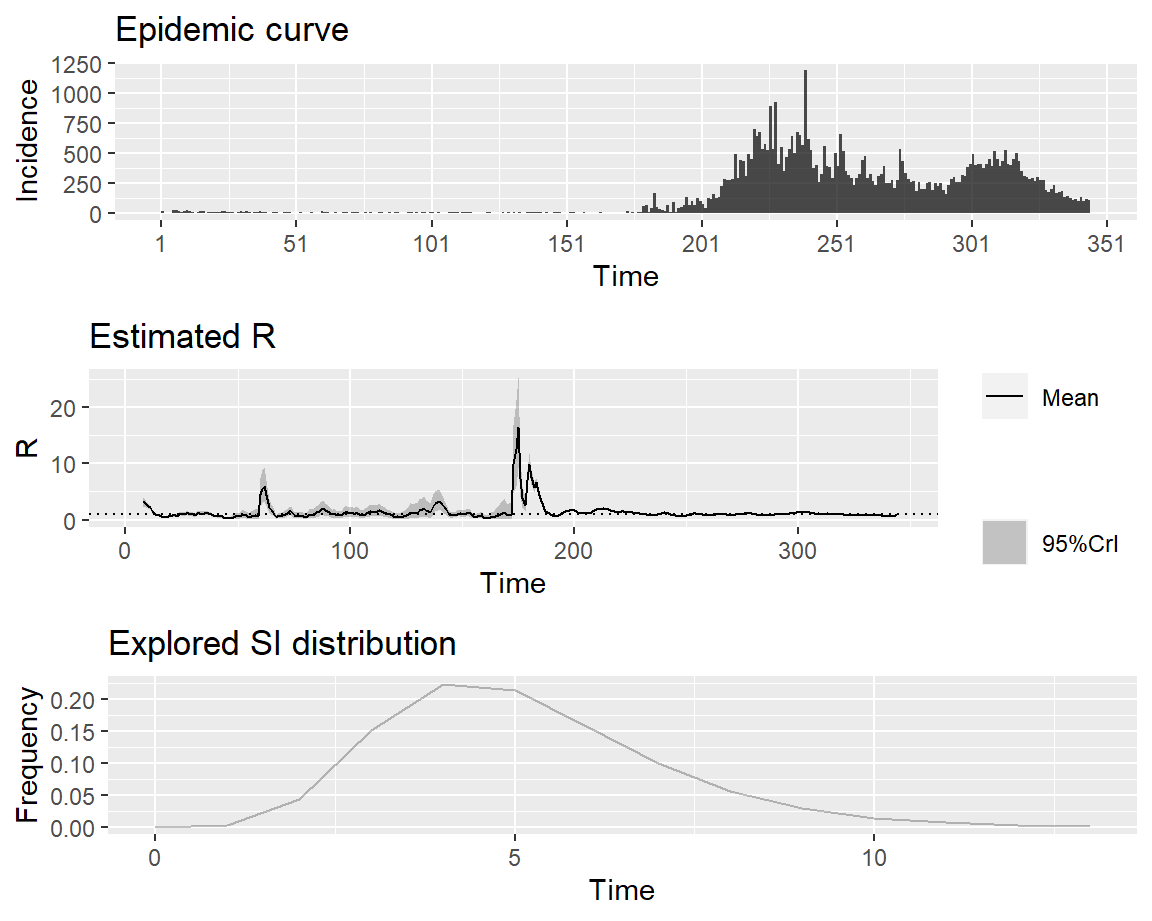 Epidemic curve
1250
1000
750
500
250
0
Incidence
1 51 101 151 201 251 301 351
Time
Estimated R
20
10
0
R
0 100 200 300
Time
Mean
95%CrI
Explored SI distribution
0.20
0.15
0.10
0.05
0.00
Frequency
0 5 10
Time